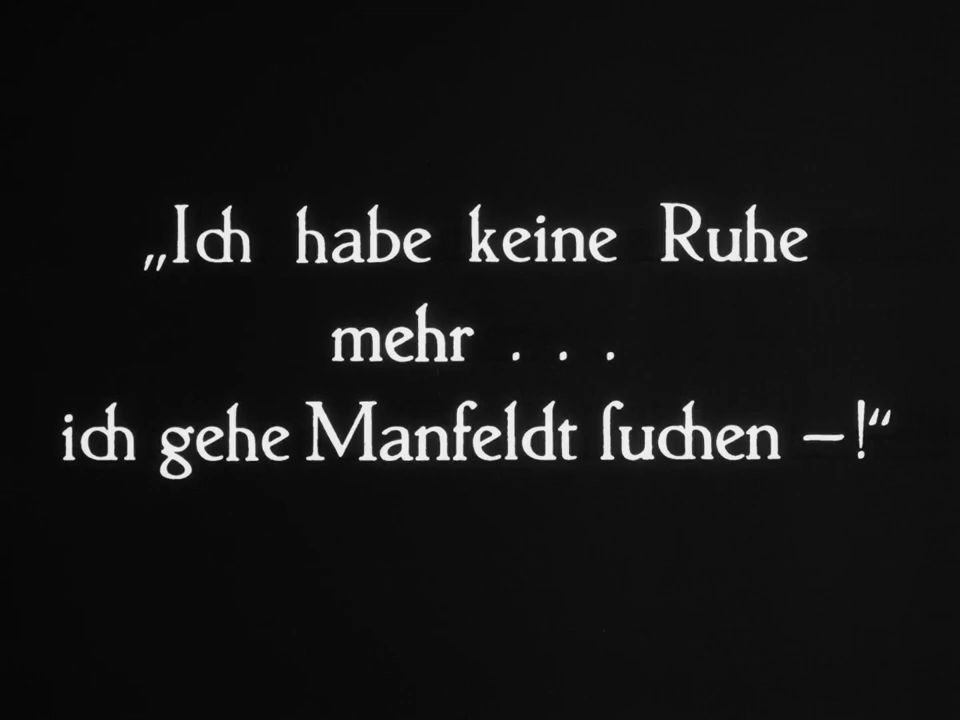 „Ich habe keine Ruhe
mehr . . .
ich gehe Manfeldt ſuchen –!“